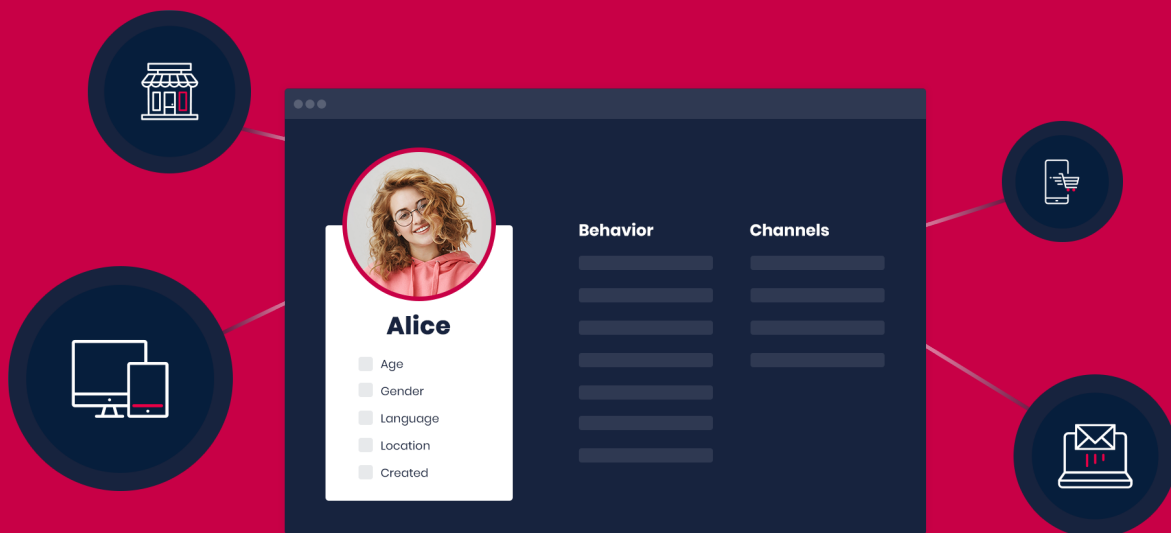 Behavior
Channels
Alice
Age
Gender
Language
Location
Created